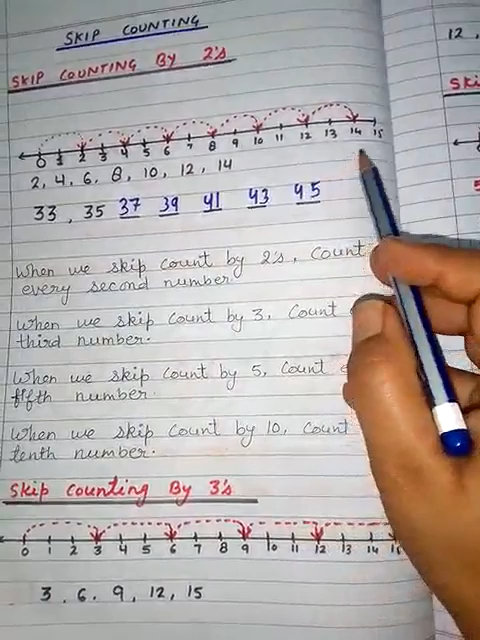 SKIP COUNTING
SKIP COUNTING By 2's
0 1 2 3 4 5 6 7 8 9 10 11 12 13 14 15
2, 4, 6, 8, 10, 12, 14
33, 35 37 39 41 43 45
When we skip count by 2's, Count
every second number
When we skip count by 3, Count
third number.
When we skip count by 5, Count
fifth number.
When we skip count by 10, Count
tenth number.
Skip Counting By 3's
0 1 2 3 4 5 6 7 8 9 10 11 12 13 14 15
3, 6. 9, 12, 15
12,